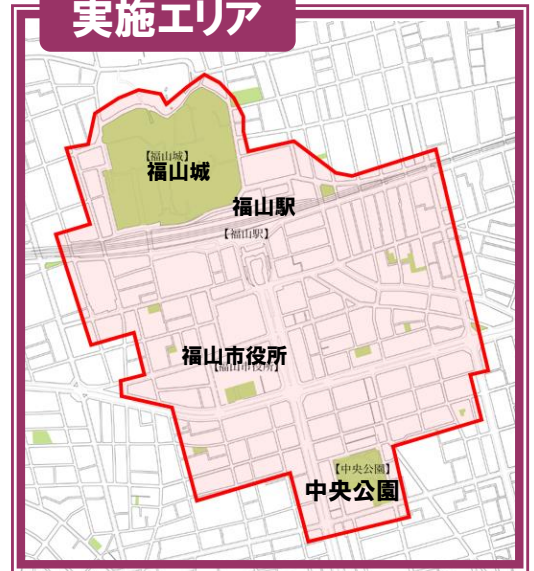 実施エリア
【福山城】
福山城
福山駅
【福山駅】
福山市役所
【福山市役所】
【中央公園】
中央公園